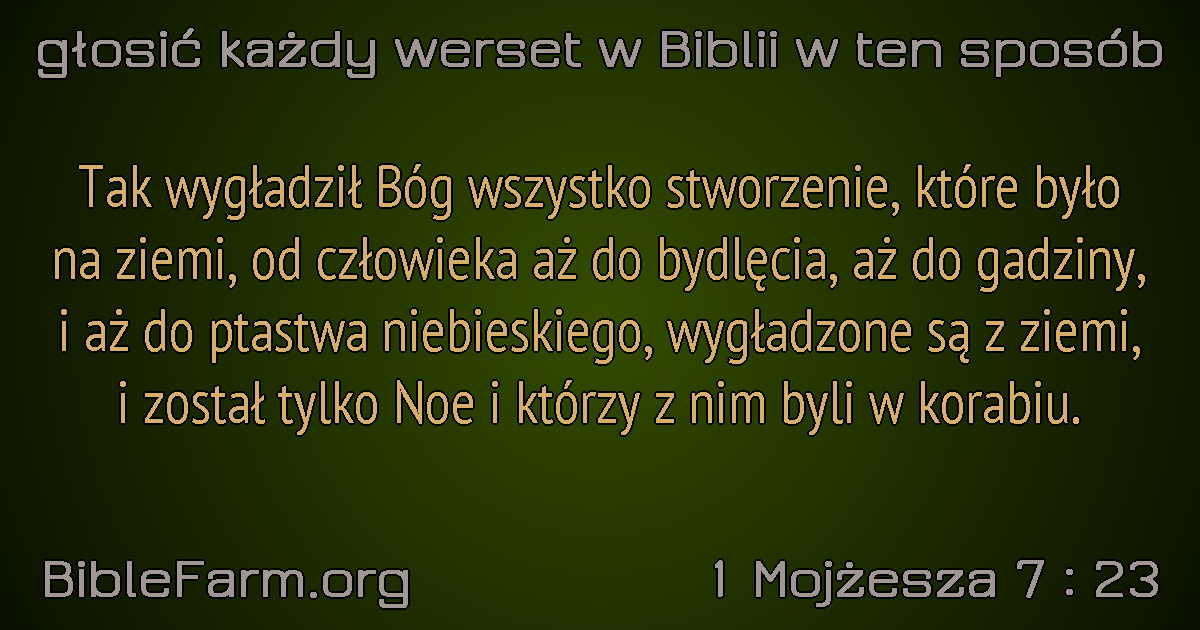 głosić każdy werset w Biblii w ten sposób
Tak wygładził Bóg wszystko stworzenie, które było
na ziemi, od człowieka aż do bydlęcia, aż do gadziny,
i aż do ptastwa niebieskiego, wygładzone są z ziemi,
i został tylko Noe i którzy z nim byli w korabiu.
BibleFarm.org
1 Mojżesza 7 : 23